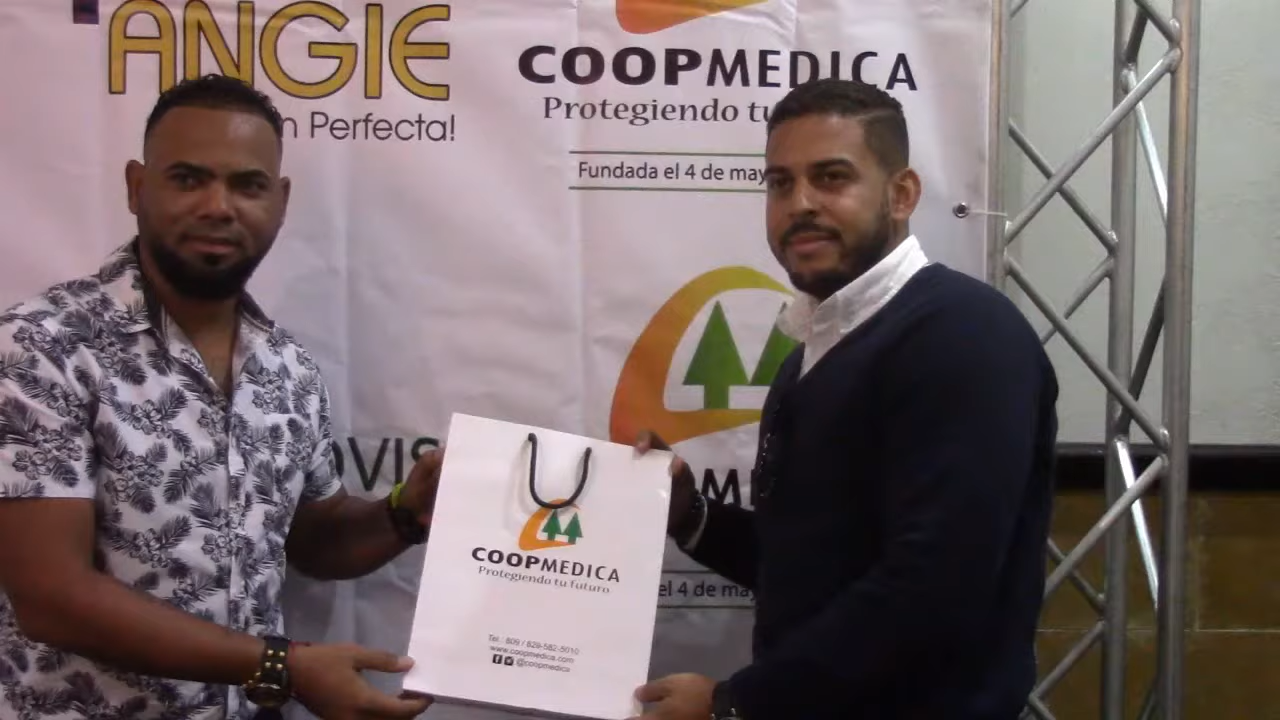 ANGIE
n Perfecta!
COOPMEDICA
Protegiendo tu
Fundada el 4 de may
OVIS
COOPMEDICA
Protegiendo tu futuro
Tel.: 809 / 829-582-5010
www.coopmedica.com
@coopmedica
el 4 de may